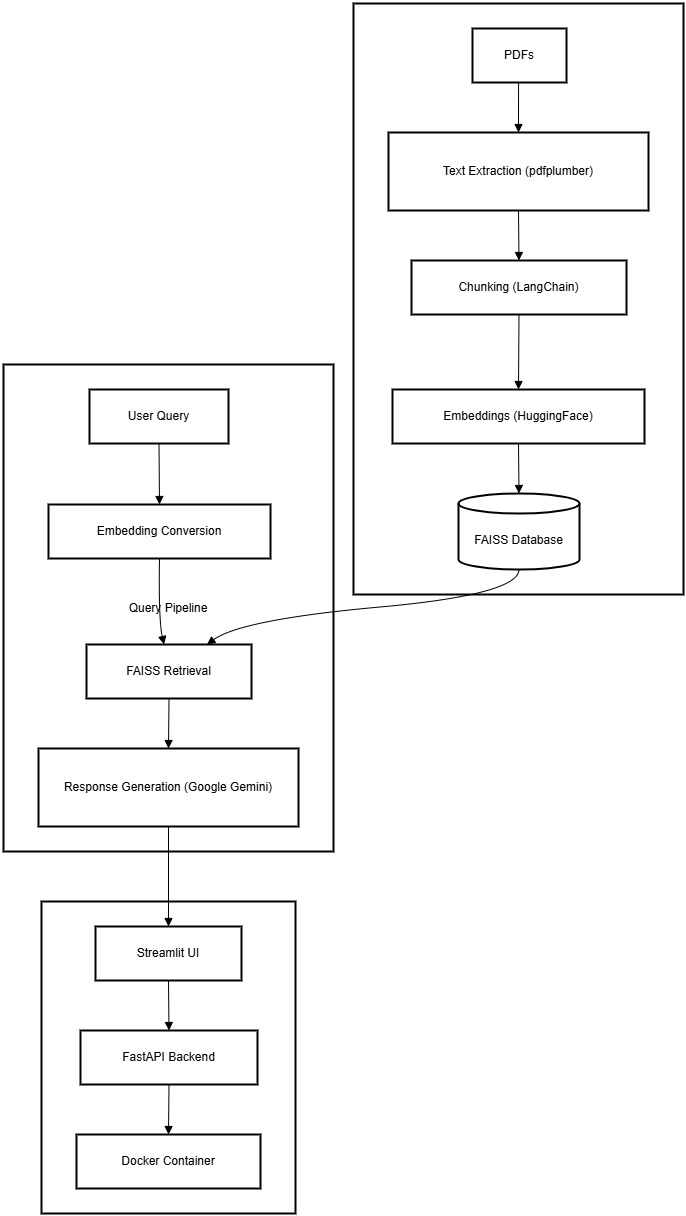 PDFs
Text Extraction (pdfplumber)
Chunking (LangChain)
Embeddings (HuggingFace)
FAISS Database
User Query
Embedding Conversion
Query Pipeline
FAISS Retrieval
Response Generation (Google Gemini)
Streamlit UI
FastAPI Backend
Docker Container